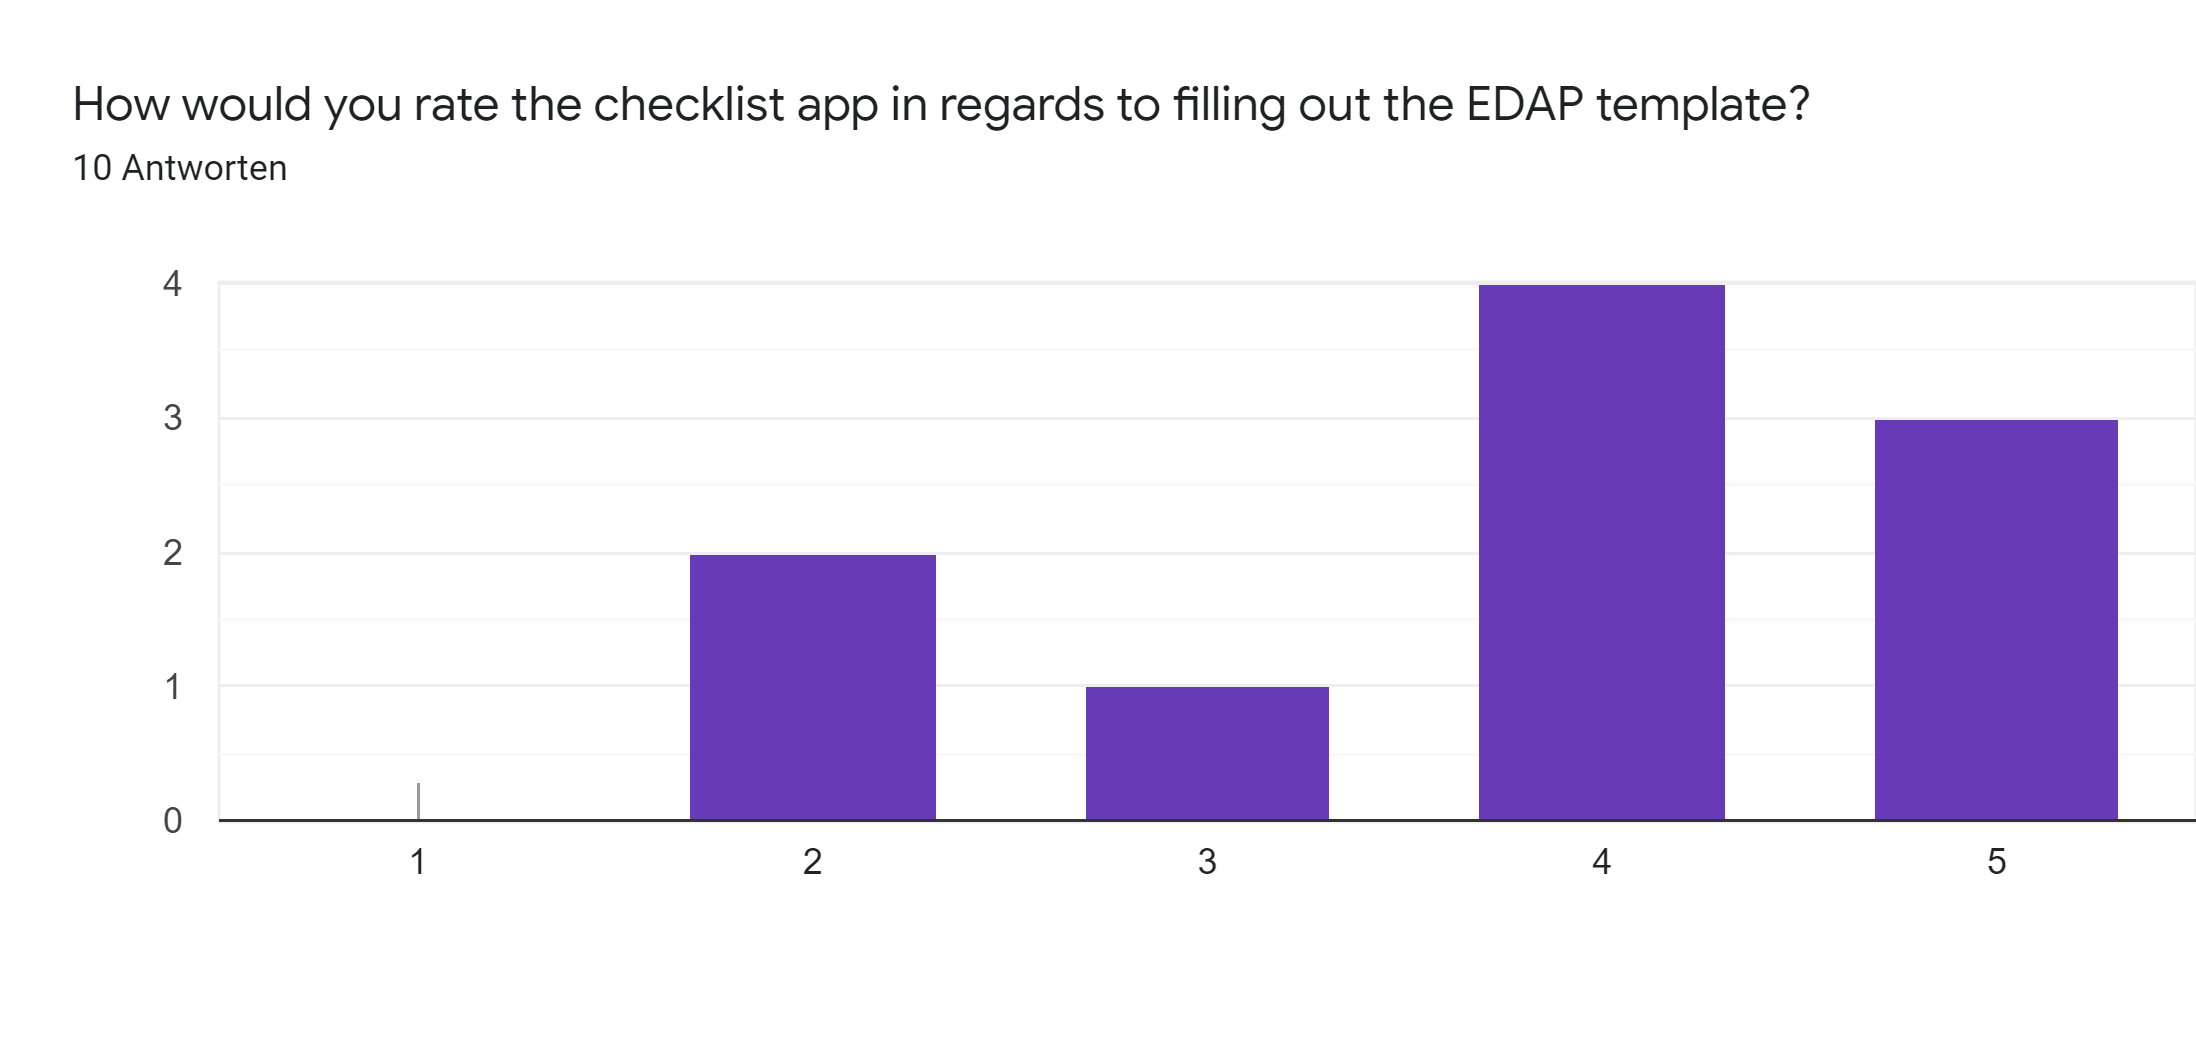 How would you rate the checklist app in regards to filling out the EDAP template?
10 Antworten
4
3
2
1
0
1 2 3 4 5